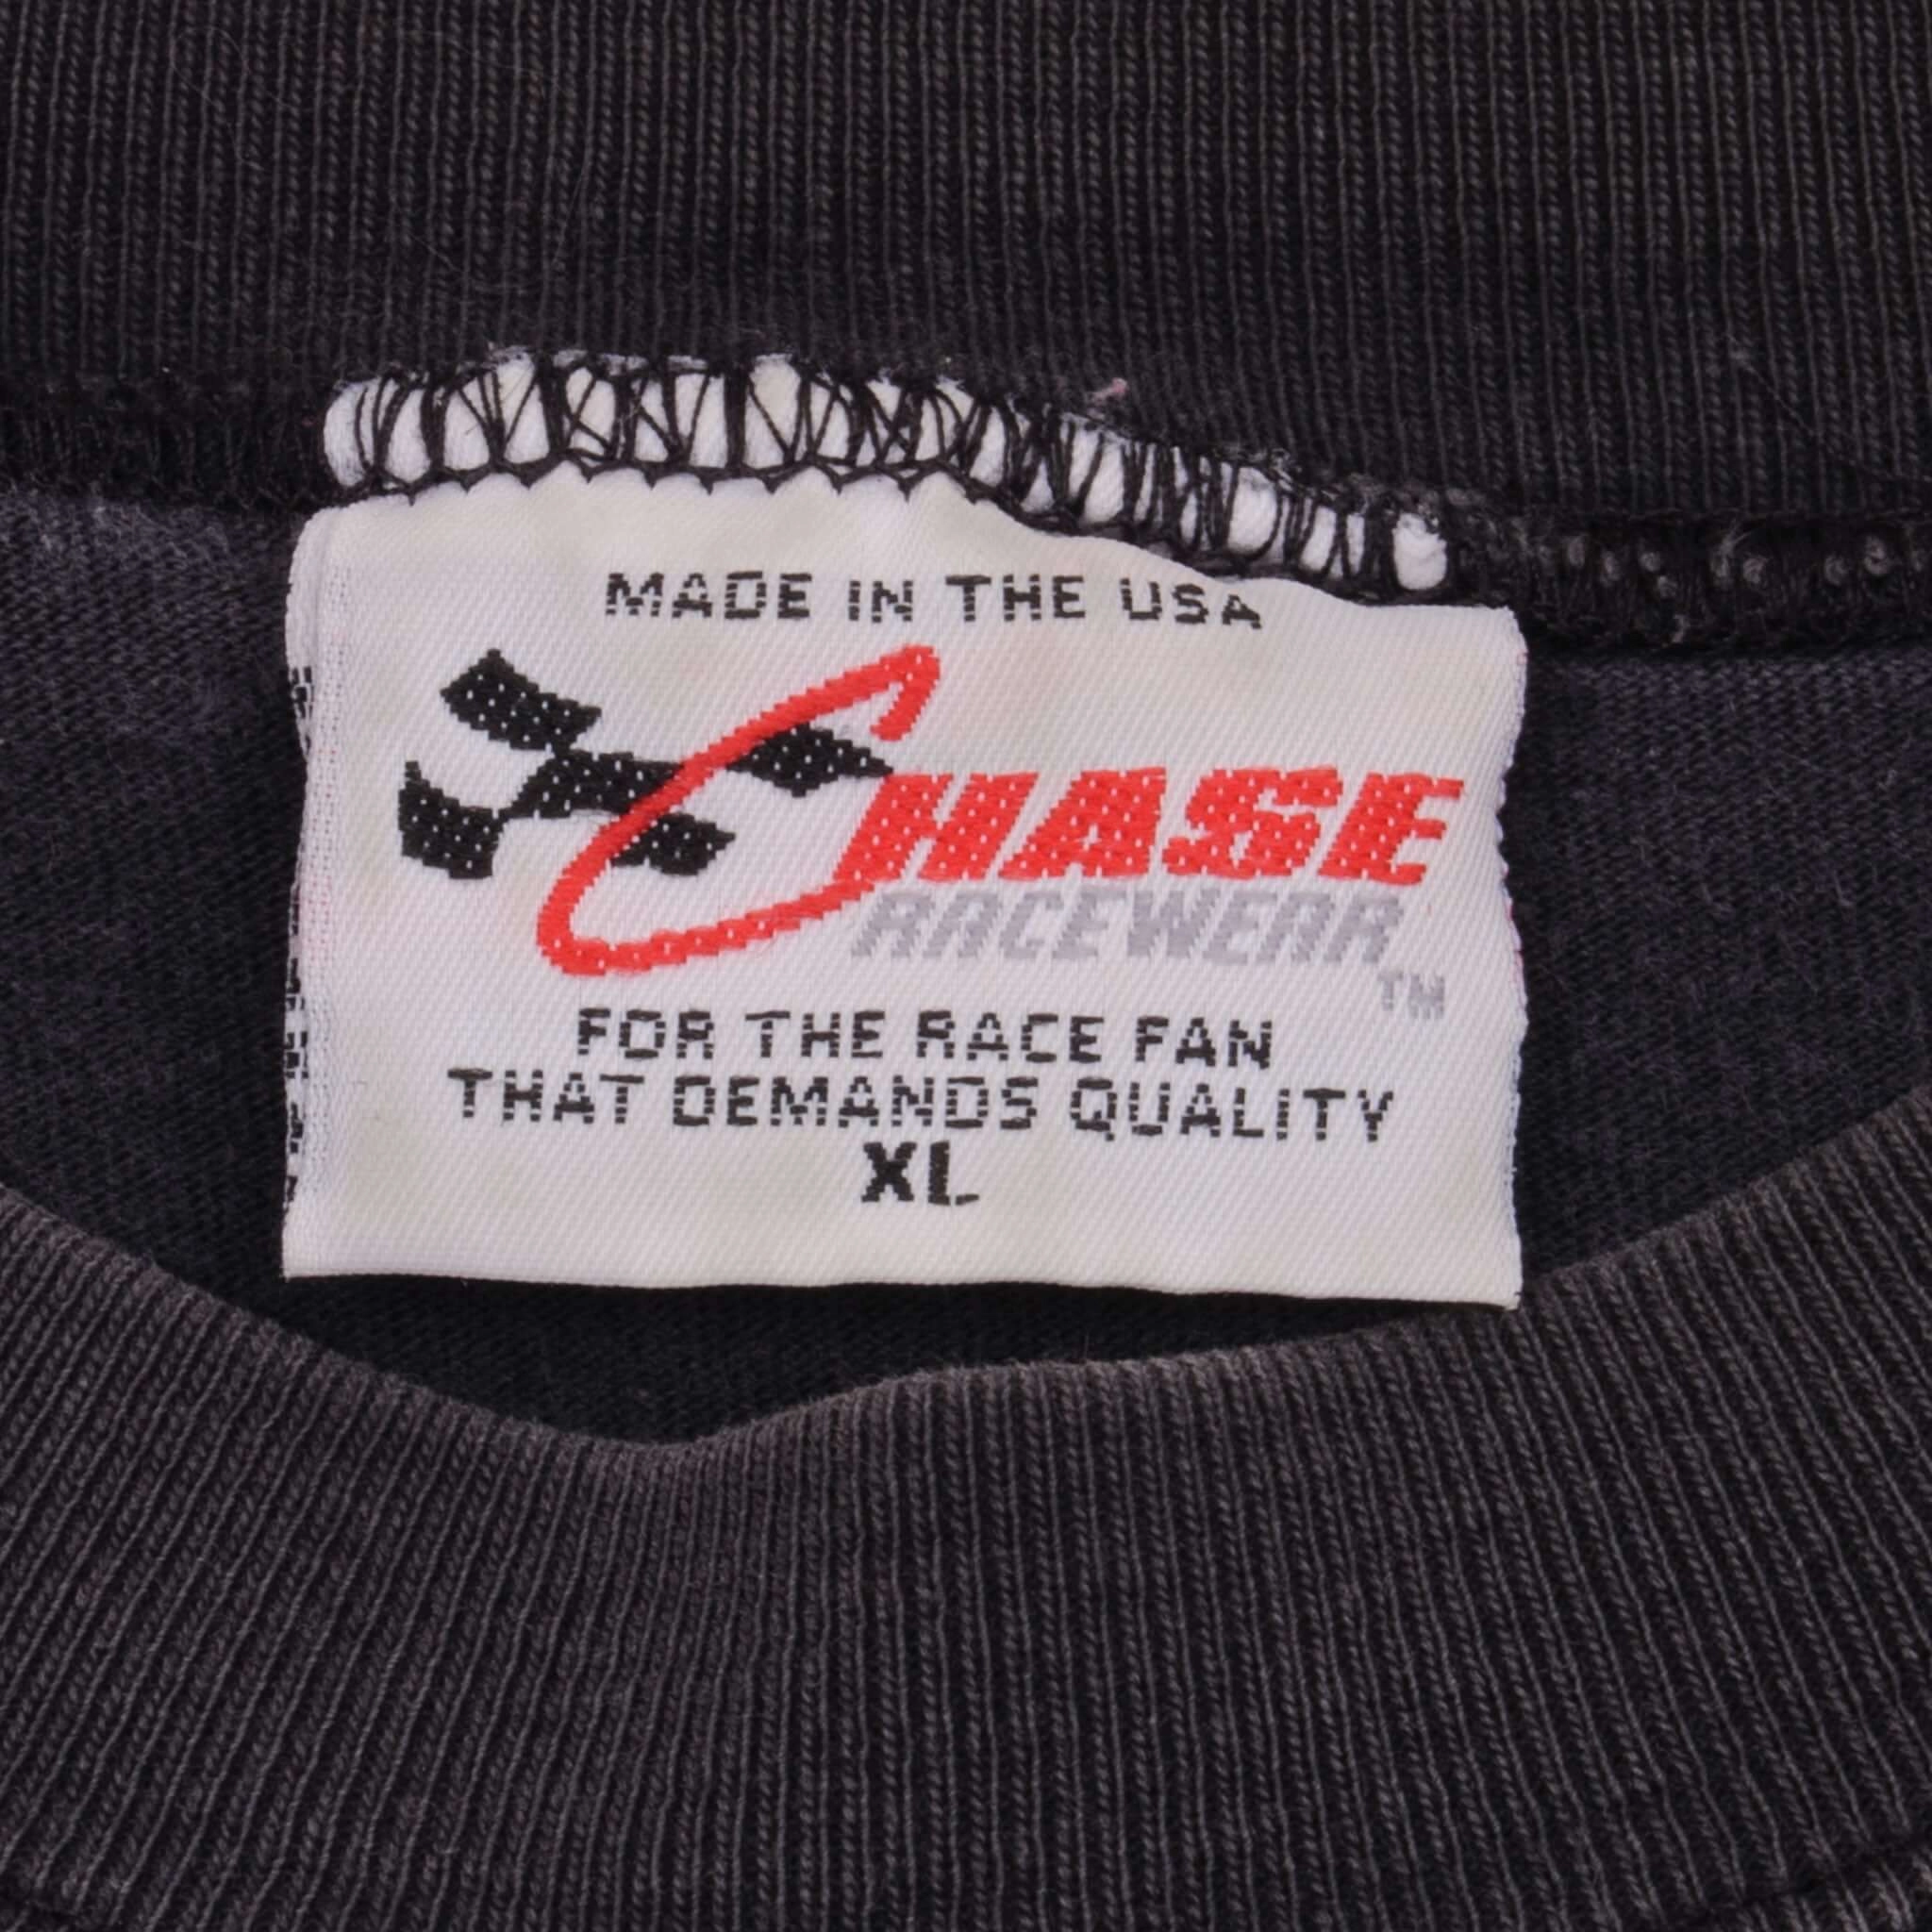 MADE IN THE USA
CHASE
RACEWEAR
TM
FOR THE RACE FAN
THAT DEMANDS QUALITY
XL